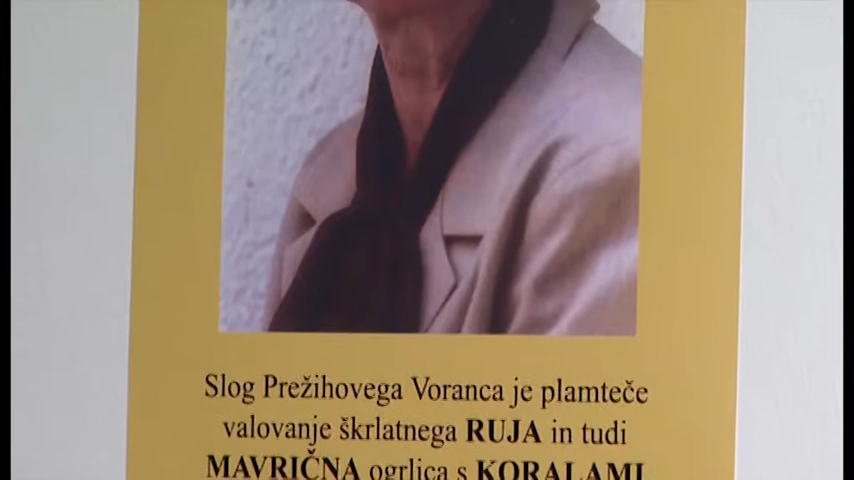 Slog Prežihovega Voranca je plamteče
valovanje škrlatnega RUJA in tudi
MAVRIČNA ogrlica s KORALAMI